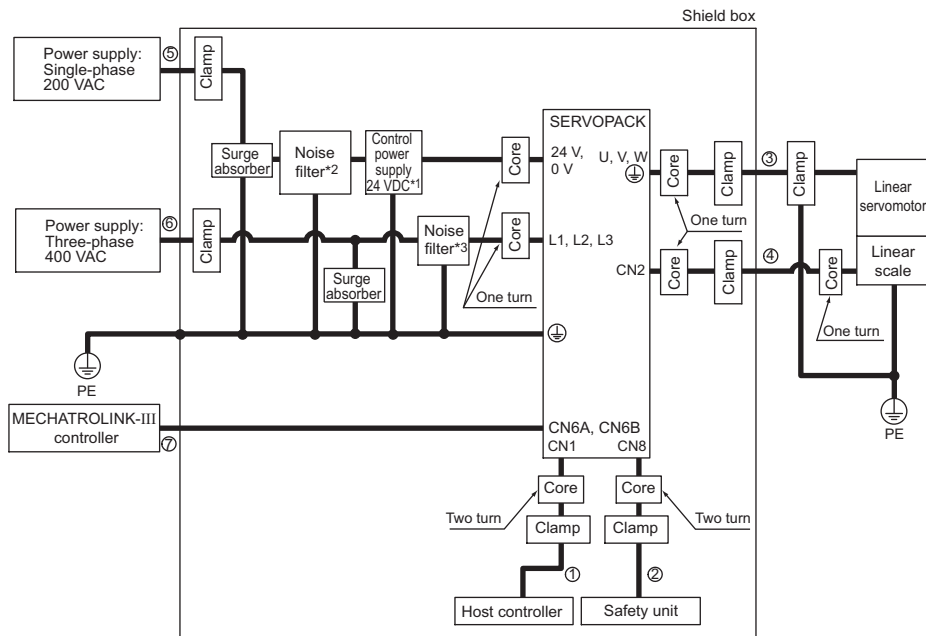 Shield box
Power supply:
Single-phase
200 VAC
⑤
Clamp
Surge
absorber
Noise
filter*2
Control
power
supply
24 VDC*1
Core
SERVOPACK
24 V,
0 V
U, V, W
Core
Clamp
③
Clamp
Linear
servomotor
One turn
Power supply:
Three-phase
400 VAC
⑥
Clamp
Noise
filter*3
Core
L1, L2, L3
Surge
absorber
One turn
CN2
Core
Clamp
④
Core
Linear
scale
One turn
PE
PE
MECHATROLINK-III
controller
⑦
CN6A, CN6B
CN1
CN8
Core
Core
Two turn
Two turn
Clamp
Clamp
①
②
Host controller
Safety unit